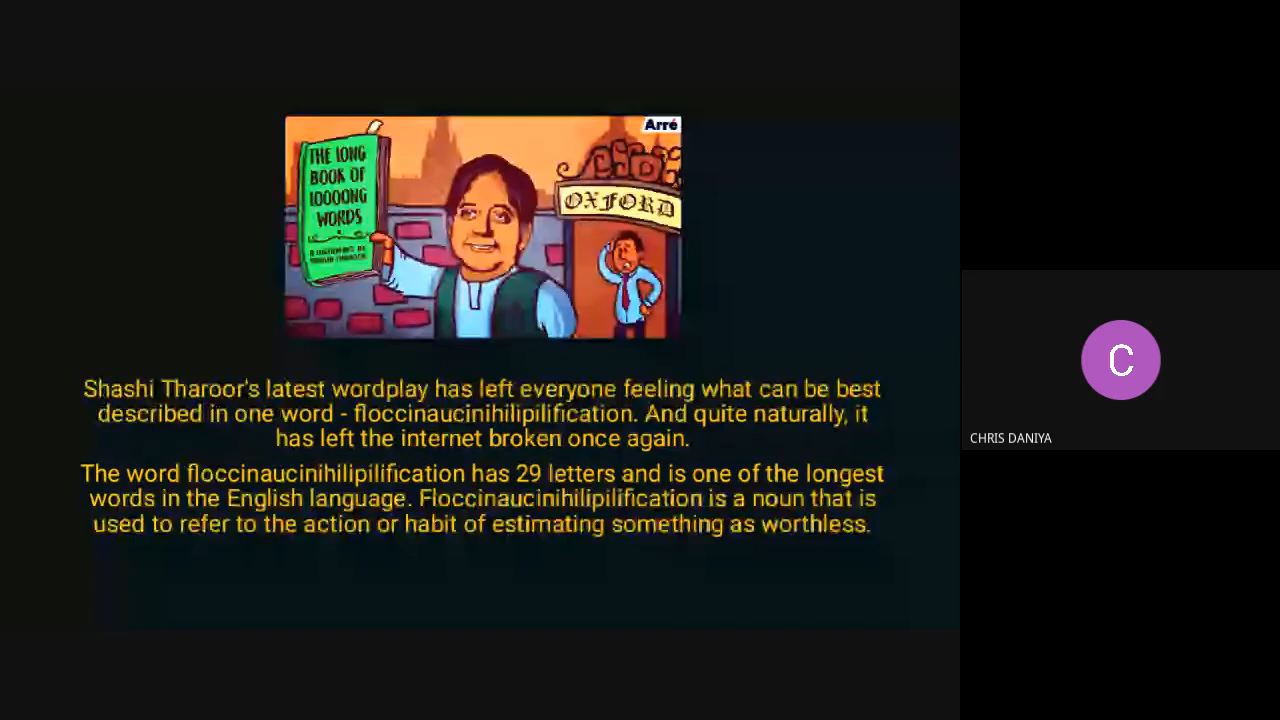 Arré
THE LONG
BOOK OF
LOOOONG
WORDS
OXFORD
Shashi Tharoor's latest wordplay has left everyone feeling what can be best
described in one word - floccinaucinihilipilification. And quite naturally, it
has left the internet broken once again.
The word floccinaucinihilipilification has 29 letters and is one of the longest
words in the English language. Floccinaucinihilipilification is a noun that is
used to refer to the action or habit of estimating something as worthless.
C
CHRIS DANIYA